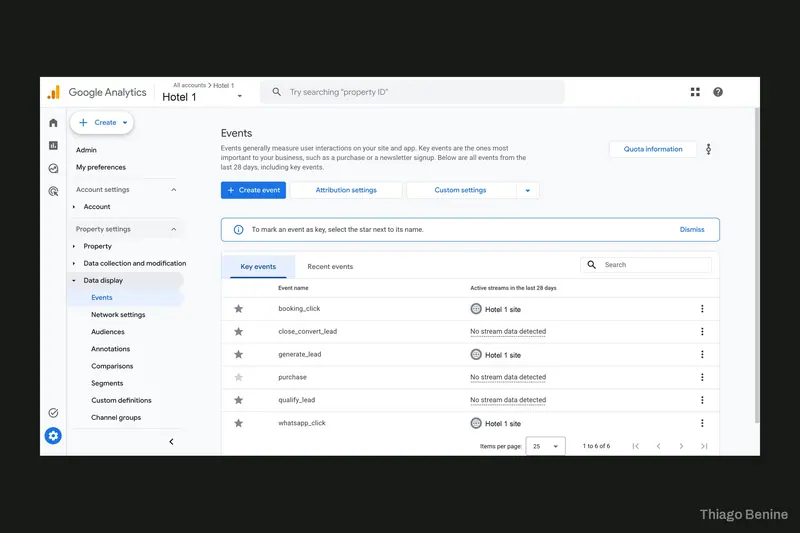 Google Analytics
All accounts > Hotel 1
Hotel 1
Try searching "property ID"
Create
Admin
My preferences
Account settings
Account
Property settings
Property
Data collection and modification
Data display
Events
Network settings
Audiences
Annotations
Comparisons
Segments
Custom definitions
Channel groups
Events
Events generally measure user interactions on your site and app. Key events are the ones most
important to your business, such as a purchase or a newsletter signup. Below are all events from the
last 28 days, including key events.
Quota information
+ Create event
Attribution settings
Custom settings
To mark an event as key, select the star next to its name.
Dismiss
Key events
Recent events
Search
Event name
Active streams in the last 28 days
booking_click
Hotel 1 site
close_convert_lead
No stream data detected
generate_lead
Hotel 1 site
purchase
No stream data detected
qualify_lead
No stream data detected
whatsapp_click
Hotel 1 site
Items per page:
25
1 to 6 of 6
Thiago Benine